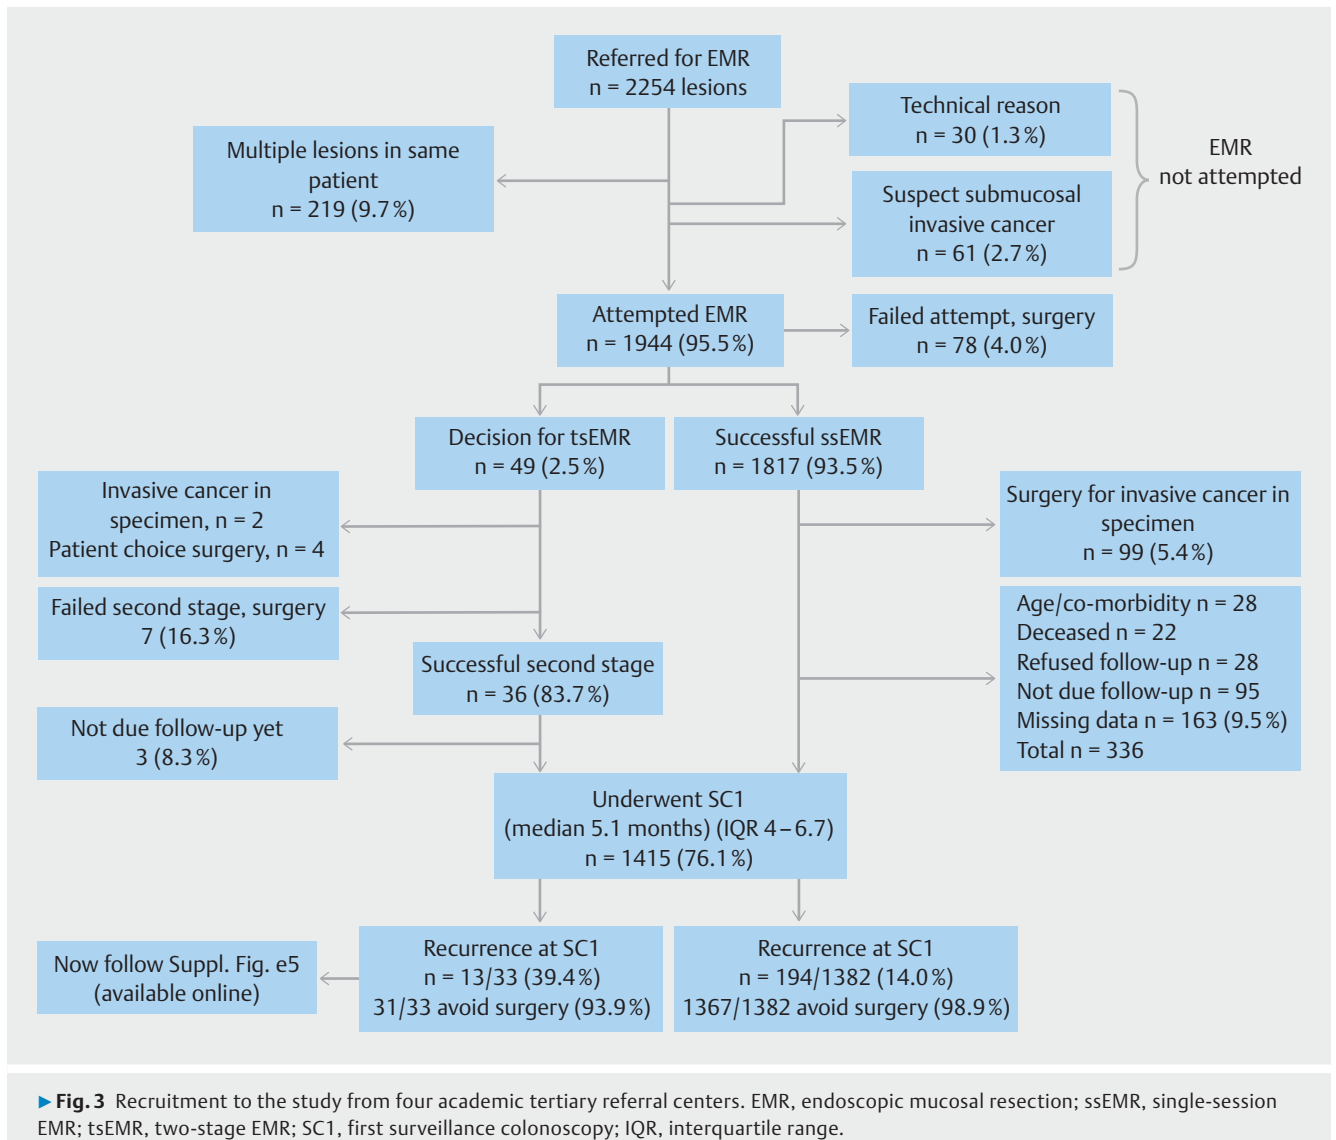 Referred for EMR
n = 2254 lesions
Technical reason
n = 30 (1.3 %)
EMR
not attempted
Multiple lesions in same
patient
n = 219 (9.7 %)
Suspect submucosal
invasive cancer
n = 61 (2.7 %)
Attempted EMR
n = 1944 (95.5 %)
Failed attempt, surgery
n = 78 (4.0 %)
Decision for tsEMR
n = 49 (2.5 %)
Successful ssEMR
n = 1817 (93.5 %)
Invasive cancer in
specimen, n = 2
Patient choice surgery, n = 4
Surgery for invasive cancer in
specimen
n = 99 (5.4 %)
Failed second stage, surgery
7 (16.3 %)
Age/co-morbidity n = 28
Deceased n = 22
Refused follow-up n = 28
Not due follow-up n = 95
Missing data n = 163 (9.5 %)
Total n = 336
Successful second stage
n = 36 (83.7 %)
Not due follow-up yet
3 (8.3 %)
Underwent SC1
(median 5.1 months) (IQR 4 – 6.7)
n = 1415 (76.1 %)
Now follow Suppl. Fig. e5
(available online)
Recurrence at SC1
n = 13/33 (39.4 %)
31/33 avoid surgery (93.9 %)
Recurrence at SC1
n = 194/1382 (14.0 %)
1367/1382 avoid surgery (98.9 %)
▶ Fig. 3 Recruitment to the study from four academic tertiary referral centers. EMR, endoscopic mucosal resection; ssEMR, single-session
EMR; tsEMR, two-stage EMR; SC1, first surveillance colonoscopy; IQR, interquartile range.